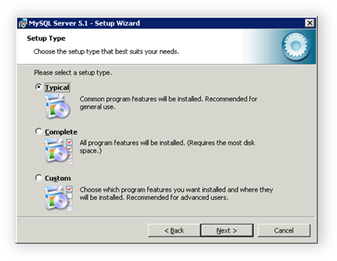 MySQL Server 5.1 - Setup Wizard
Setup Type
Choose the setup type that best suits your needs.
Please select a setup type.
Typical
Common program features will be installed. Recommended for
general use.
Complete
All program features will be installed. (Requires the most disk
space.)
Custom
Choose which program features you want installed and where they
will be installed. Recommended for advanced users.
< Back Next > Cancel